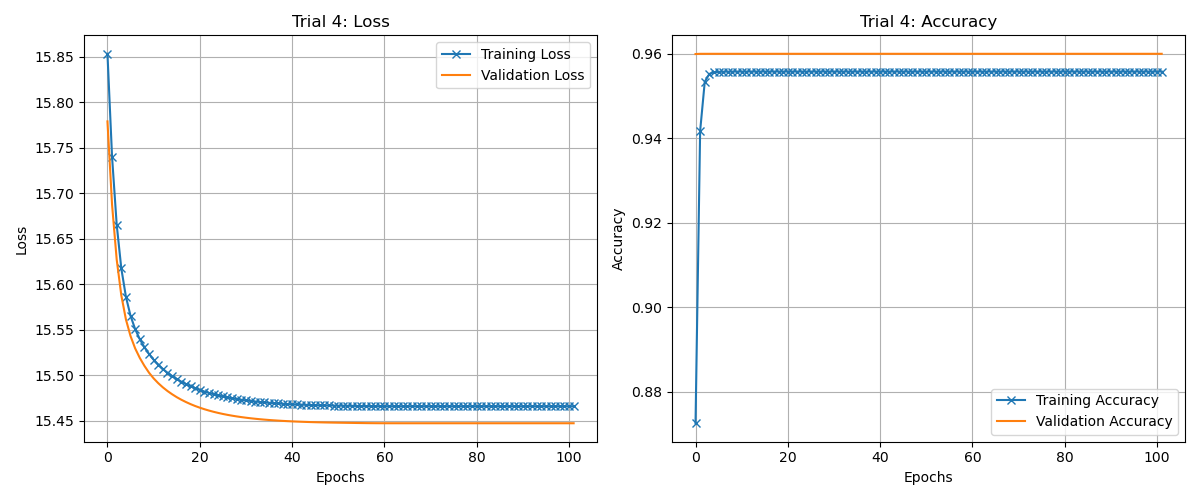 Trial 4: Loss
15.85
15.80
15.75
15.70
15.65
15.60
15.55
15.50
15.45
Loss
0
20
40
60
80
100
Epochs
Training Loss
Validation Loss
Trial 4: Accuracy
0.96
0.94
0.92
0.90
0.88
Accuracy
0
20
40
60
80
100
Epochs
Training Accuracy
Validation Accuracy